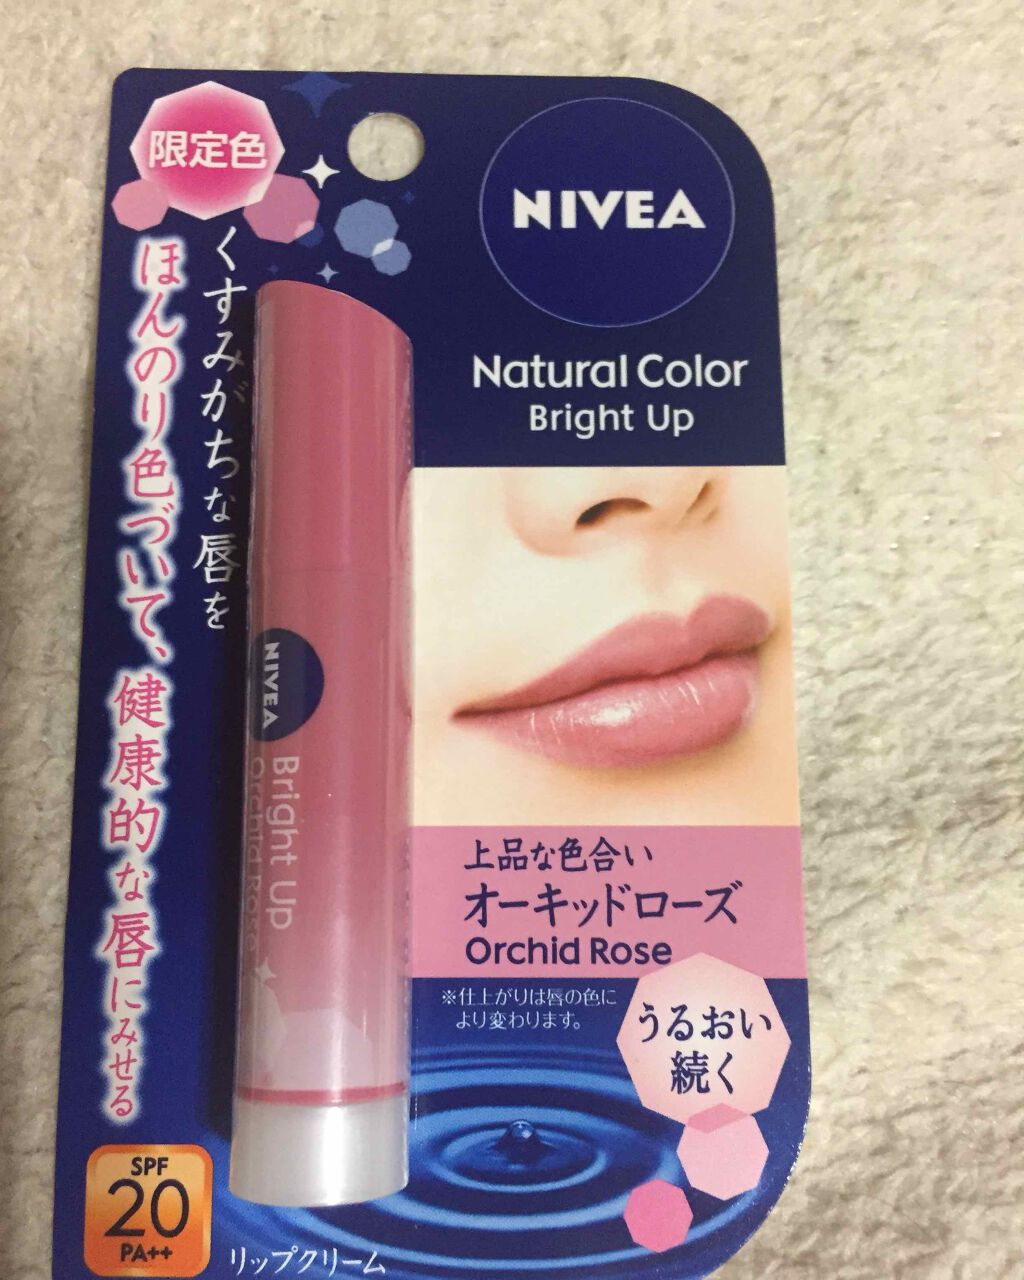 限定色
くすみがちな唇を
ほんのり色づいて、健康的な唇にみせる
NIVEA
Natural Color
Bright Up
NIVEA
Bright Up
Orchid Rose
上品な色合い
オーキッドローズ
Orchid Rose
※仕上がりは唇の色に
より変わります。
うるおい
続く
SPF
20
PA++
リップクリーム